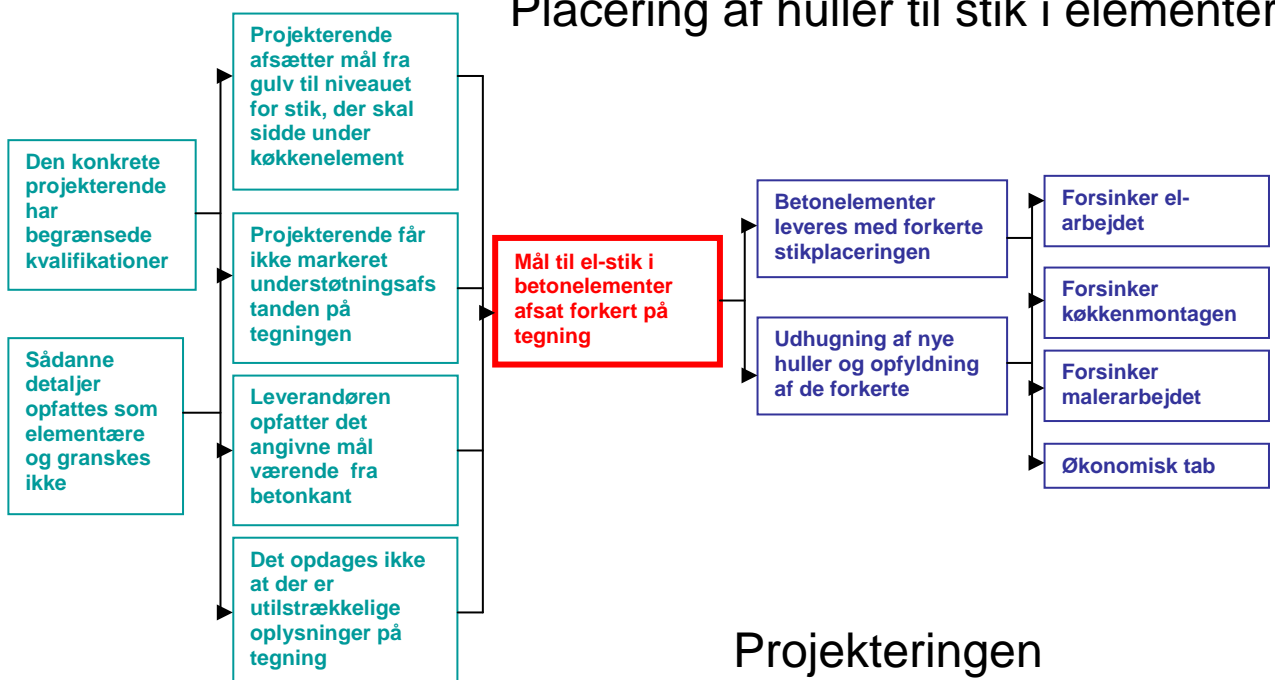 Placering af huller til stik i elementer
Den konkrete
projekterende
har
begrænsede
kvalifikationer
Sådanne
detaljer
opfattes som
elementære
og granskes
ikke
Projekterende
afsætter mål fra
gulv til niveauet
for stik, der skal
sidde under
køkkenelement
Projekterende får
ikke markeret
understøtningsafs
tanden på
tegningen
Leverandøren
opfatter det
angivne mål
værende fra
betonkant
Det opdages ikke
at der er
utilstrækkelige
oplysninger på
tegning
Mål til el-stik i
betonelementer
afsat forkert på
tegning
Betonelementer
leveres med forkerte
stikplaceringen
Udhugning af nye
huller og opfyldning
af de forkerte
Forsinker el-
arbejdet
Forsinker
køkkenmontagen
Forsinker
malerarbejdet
Økonomisk tab
Projekteringen